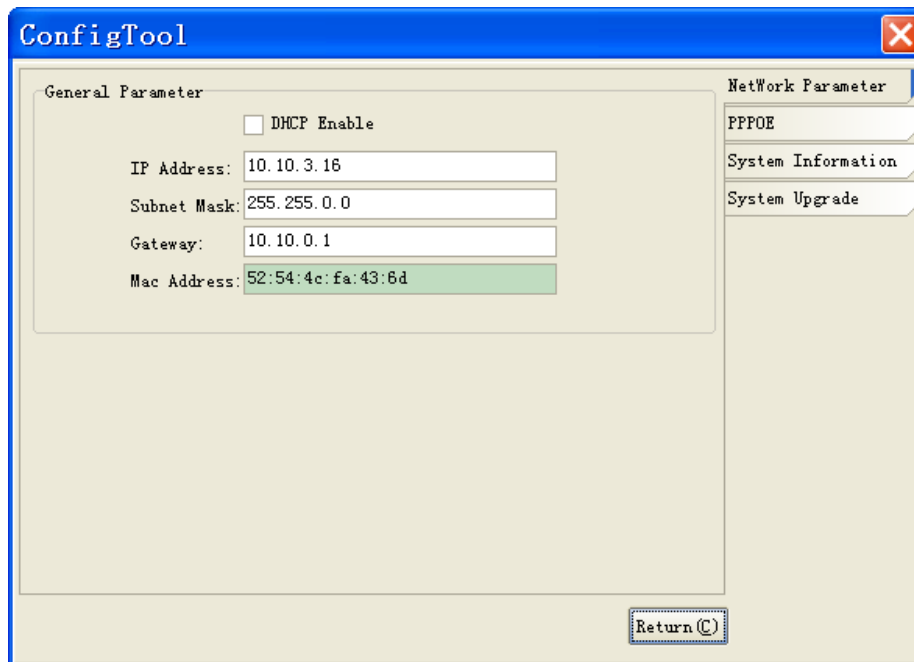 ConfigTool
General Parameter
DHCP Enable
IP Address: 10.10.3.16
Subnet Mask: 255.255.0.0
Gateway: 10.10.0.1
Mac Address: 52:54:4c:fa:43:6d
NetWork Parameter
PPPOE
System Information
System Upgrade
Return(C)